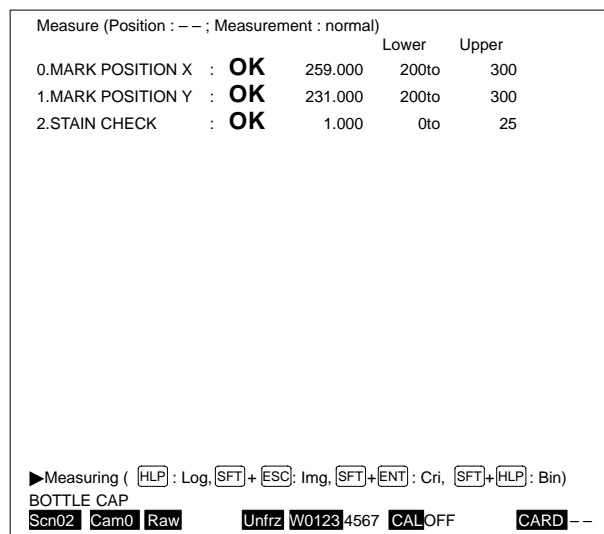 Measure (Position : – – ; Measurement : normal)
Lower Upper
0.MARK POSITION X : OK 259.000 200to 300
1.MARK POSITION Y : OK 231.000 200to 300
2.STAIN CHECK : OK 1.000 0to 25
▶Measuring ( HLP : Log, SFT + ESC : Img, SFT + ENT : Cri, SFT + HLP : Bin)
BOTTLE CAP
Scn02 Cam0 Raw Unfrz W0123 4567 CAL OFF CARD – –